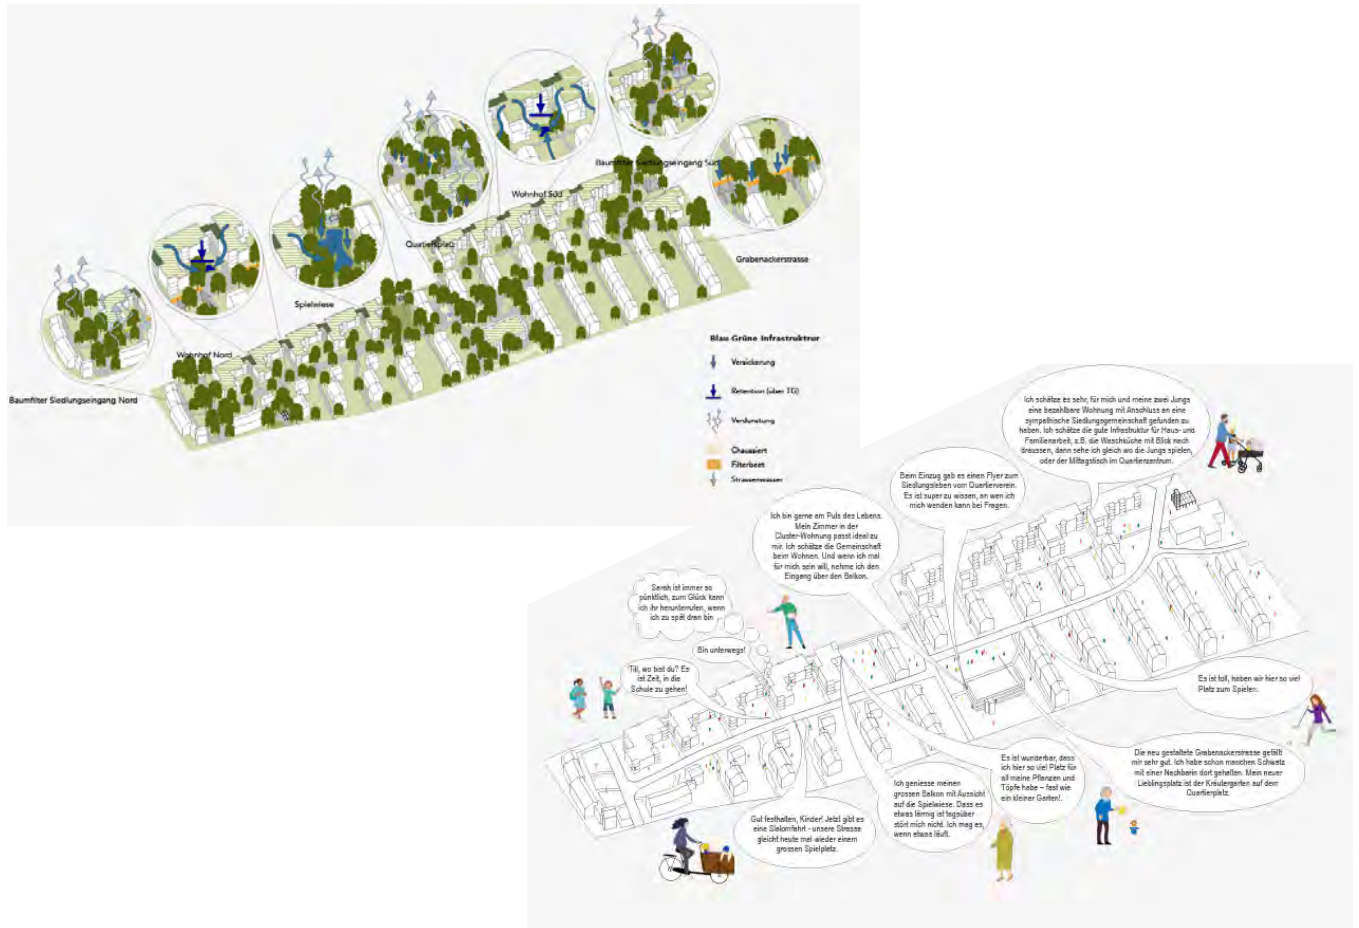 Baumfilter Siedlungseingang Süd
Wohnhof Süd
Quatiersplatz
Grabenackerstrasse
Spielwiese
Wohnhof Nord
Baumfilter Siedlungseingang Nord
Blau Grüne Infrastruktur
Versickerung
Retention (über TG)
Verdunstung
Chaussiert
Filterbeet
Strassenwasser
Ich schätze es sehr, für mich und meine zwei Jungs
eine bezahlbare Wohnung mit Anschluss an eine
sympathische Siedlungsgemeinschaft gefunden zu
haben. Ich schätze die gute Infrastruktur für Haus- und
Familienarbeit, z.B. die Waschküche mit Blick nach
draussen, dann sehe ich gleich wo die Jungs spielen,
oder der Mittagstisch im Quartierzentrum.
Beim Einzug gab es einen Flyer zum
Siedlungsleben vom Quartierverein.
Es ist super zu wissen, an wen ich
mich wenden kann bei Fragen.
Ich bin gerne am Puls des Lebens.
Mein Zimmer in der
Cluster-Wohnung passt ideal zu
mir. Ich schätze die Gemeinschaft
beim Wohnen. Und wenn ich mal
für mich sein will, nehme ich den
Eingang über den Balkon.
Sarah ist immer so
pünktlich, zum Glück kann
ich ihr herunterrufen, wenn
ich zu spät dran bin
Bin unterwegs!
Till, wo bist du? Es
ist Zeit, in die
Schule zu gehen!
Es ist toll, haben wir hier so viel
Platz zum Spielen.
Die neu gestaltete Grabenackerstrasse gefällt
mir sehr gut. Ich habe schon manchen Schwatz
mit einer Nachbarin dort gehalten. Mein neuer
Lieblingsplatz ist der Kräutergarten auf dem
Quartierplatz.
Es ist wunderbar, dass
ich hier so viel Platz für
all meine Pflanzen und
Töpfe habe – fast wie
ein kleiner Garten!.
Ich geniesse meinen
grossen Balkon mit Aussicht
auf die Spielwiese. Dass es
etwas lärmig ist tagsüber
stört mich nicht. Ich mag es,
wenn etwas läuft.
Gut festhalten, Kinder! Jetzt gibt es
eine Slalomfahrt - unsere Strasse
gleicht heute mal wieder einem
grossen Spielplatz.